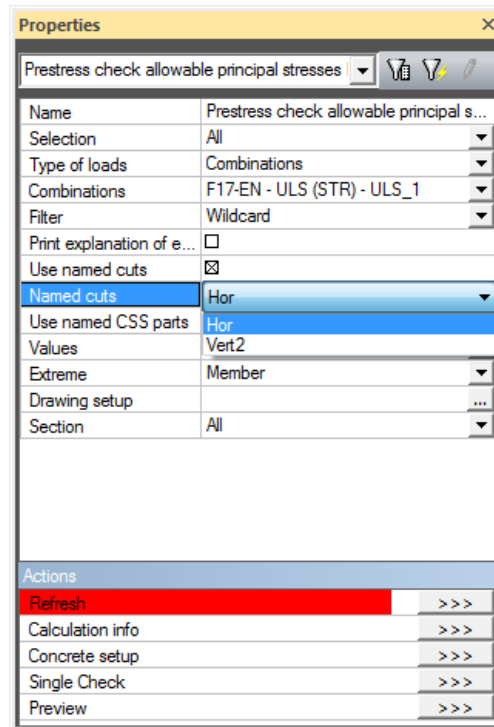 Properties
Prestress check allowable principal stresses
Name Prestress check allowable principal s...
Selection All
Type of loads Combinations
Combinations F17-EN - ULS (STR) - ULS_1
Filter Wildcard
Print explanation of e...
Use named cuts
Named cuts Hor
Use named CSS parts Hor
Values Vert2
Extreme Member
Drawing setup ...
Section All
Actions
Refresh >>>
Calculation info >>>
Concrete setup >>>
Single Check >>>
Preview >>>